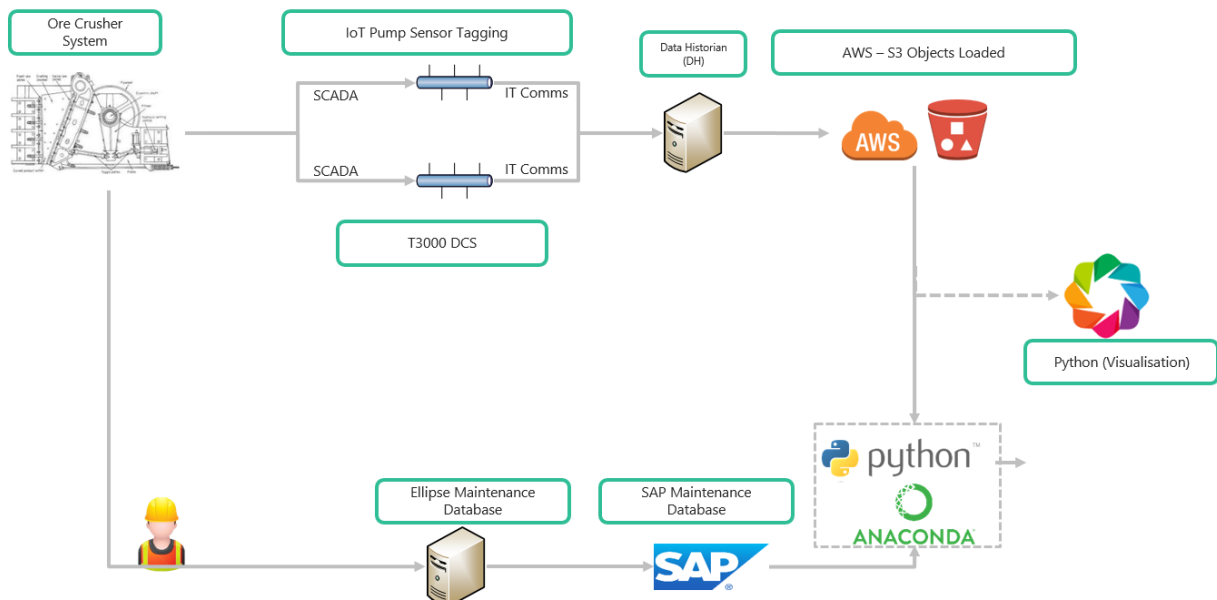 Ore Crusher
System
IoT Pump Sensor Tagging
Data Historian
(DH)
AWS – S3 Objects Loaded
SCADA
IT Comms
AWS
SCADA
IT Comms
T3000 DCS
Python (Visualisation)
python™
ANACONDA
Ellipse Maintenance
Database
SAP Maintenance
Database
SAP®